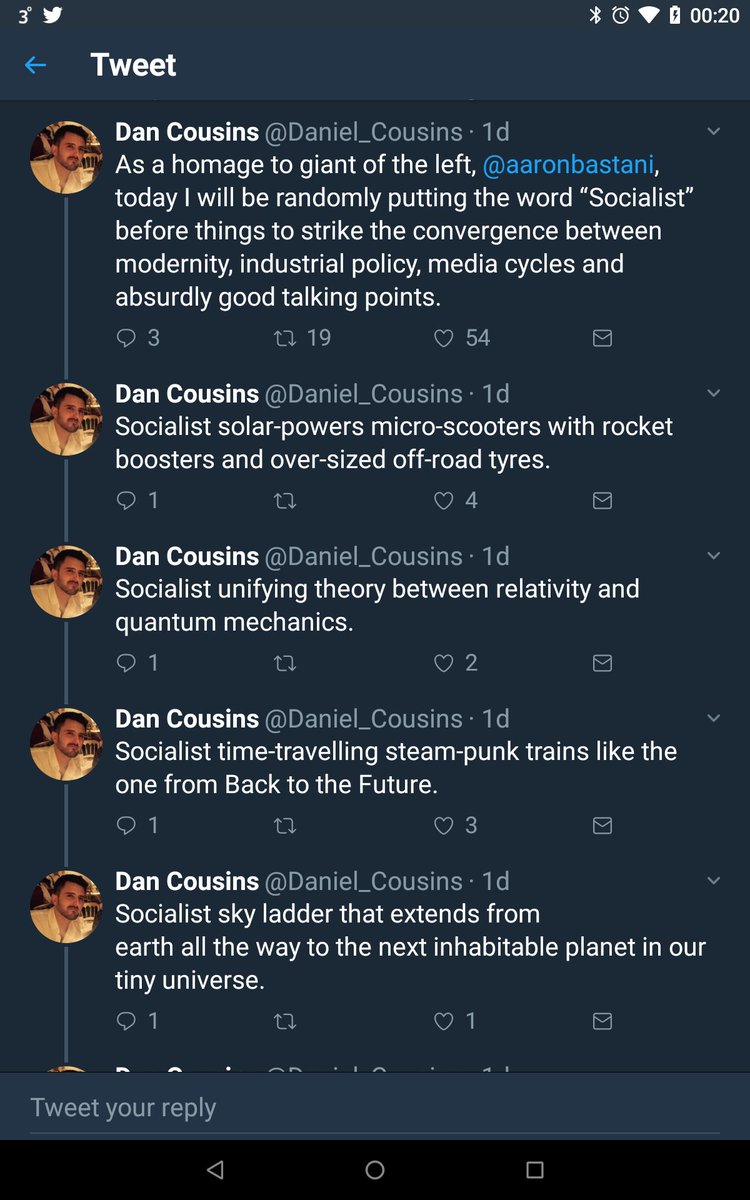 3°
00:20
Tweet
Dan Cousins @Daniel_Cousins · 1d
As a homage to giant of the left, @aaronbastani,
today I will be randomly putting the word “Socialist”
before things to strike the convergence between
modernity, industrial policy, media cycles and
absurdly good talking points.
3 19 54
Dan Cousins @Daniel_Cousins · 1d
Socialist solar-powers micro-scooters with rocket
boosters and over-sized off-road tyres.
1 4
Dan Cousins @Daniel_Cousins · 1d
Socialist unifying theory between relativity and
quantum mechanics.
1 2
Dan Cousins @Daniel_Cousins · 1d
Socialist time-travelling steam-punk trains like the
one from Back to the Future.
1 3
Dan Cousins @Daniel_Cousins · 1d
Socialist sky ladder that extends from
earth all the way to the next inhabitable planet in our
tiny universe.
1 1
Tweet your reply